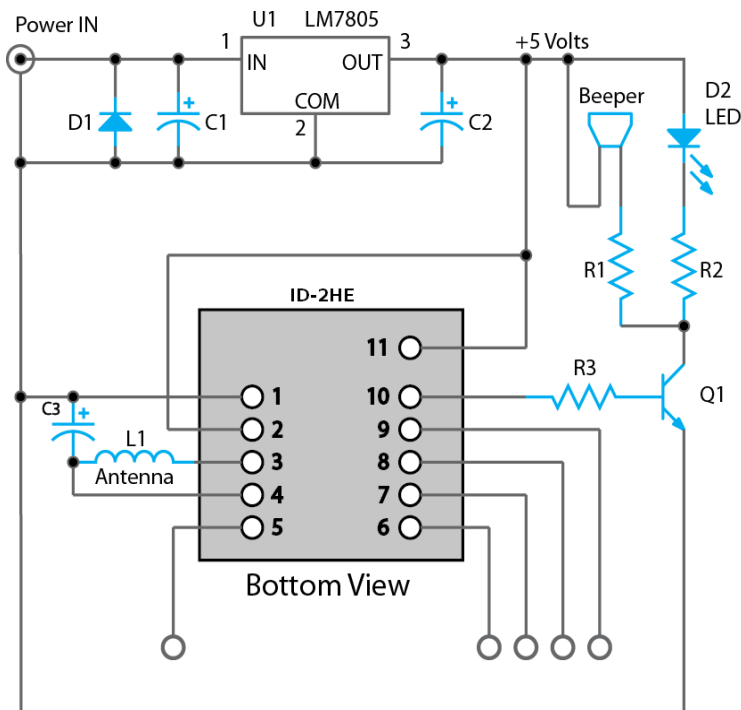 Power IN
U1 LM7805
1 IN OUT 3
COM
2
+5 Volts
D1
C1
C2
Beeper
D2
LED
R1
R2
ID-2HE
11
1
10
2
9
3
8
4
7
5
6
C3
+
+
+
L1
Antenna
R3
Q1
Bottom View